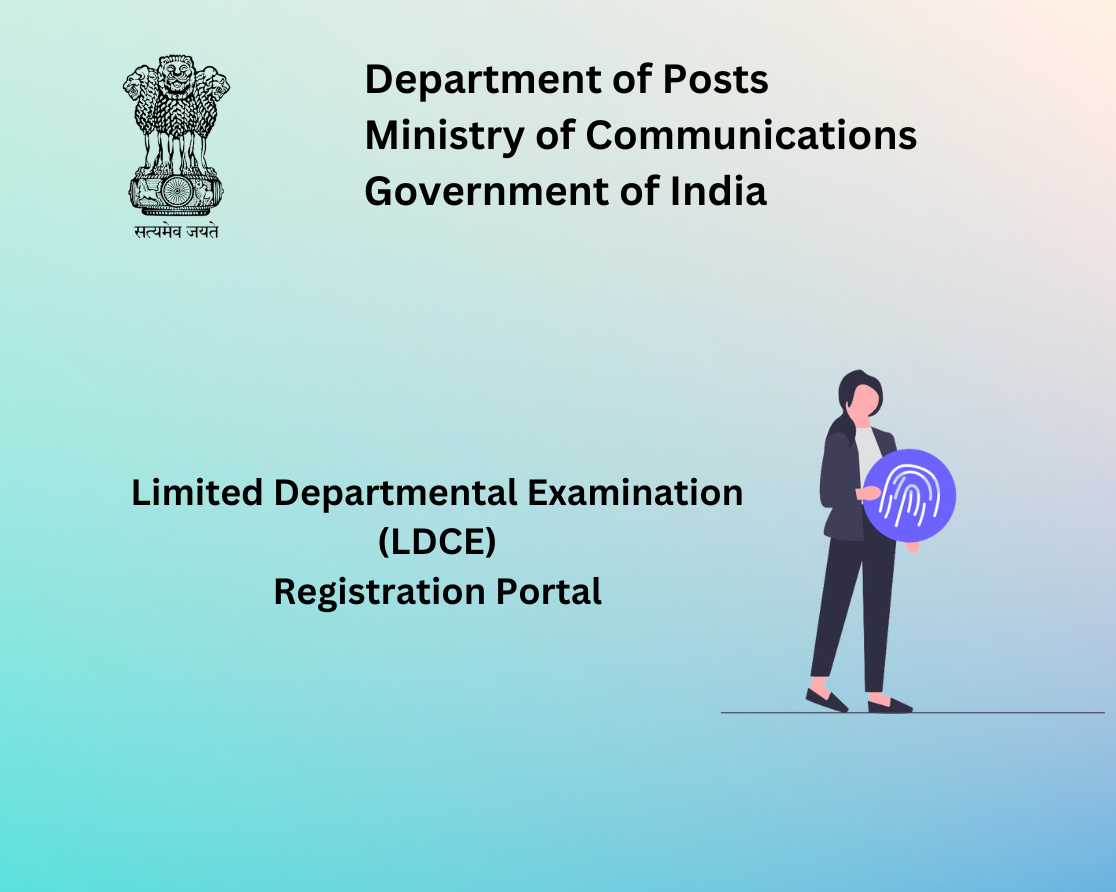 Department of Posts
Ministry of Communications
Government of India
सत्यमेव जयते
Limited Departmental Examination
(LDCE)
Registration Portal